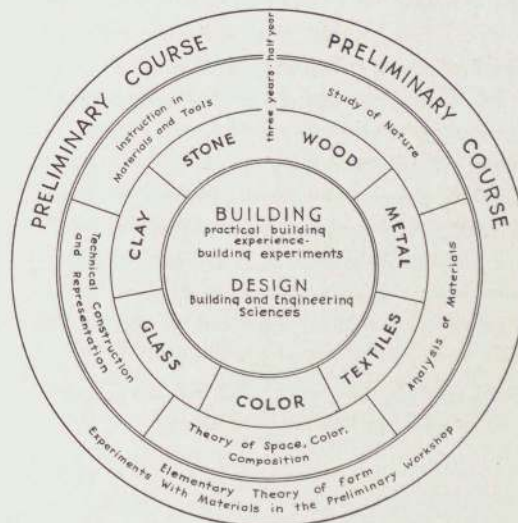 PRELIMINARY COURSE
PRELIMINARY COURSE
three years · half year
Instruction in
Materials and Tools
Study of Nature
STONE
WOOD
METAL
TEXTILES
COLOR
GLASS
CLAY
Analysis of Materials
Theory of Space, Color,
Composition
Technical Construction
and Representation
BUILDING
practical building
experience-
building experiments
DESIGN
Building and Engineering
Sciences
Elementary Theory of Form
Experiments With Materials in the Preliminary Workshop